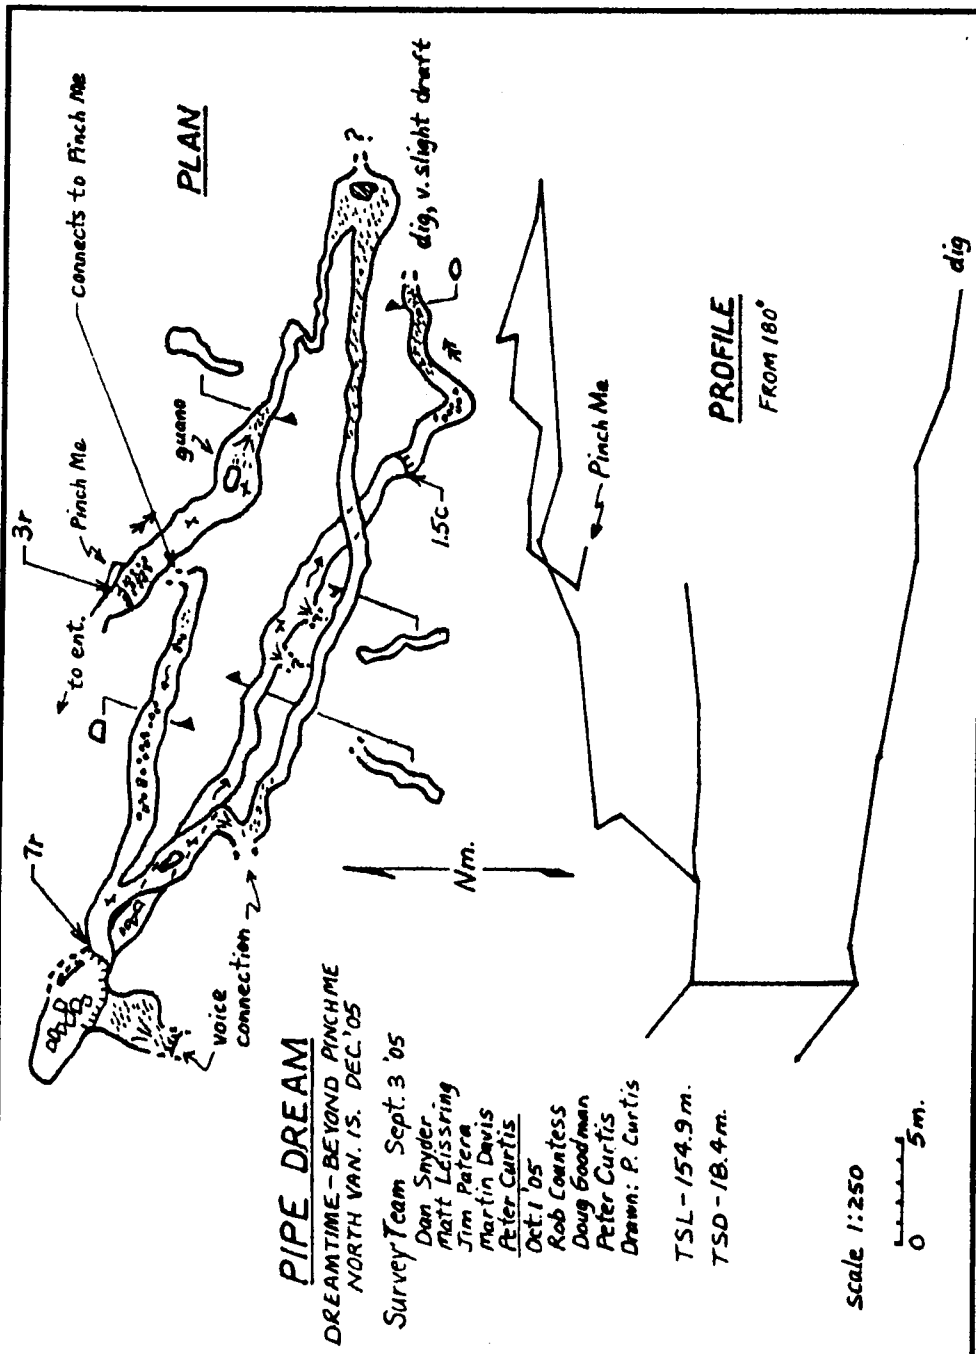 PIPE DREAM
DREAMTIME - BEYOND PINCHME
NORTH VAN. IS. DEC.'05
Survey Team Sept. 3 '05
Dan Snyder
Matt Leissring
Jim Patera
Martin Davis
Peter Curtis
Oct. 1 '05
Rob Countess
Doug Goodman
Peter Curtis
Drawn: P. Curtis
TSL - 154.9 m.
TSD - 18.4 m.
scale 1:250
0 5m.
PLAN
7r
to ent.
3r
Pinch Me
connects to Pinch Me
guano
voice
connection
Nm.
1.5c
?
?
dig, v. slight draft
PROFILE
FROM 180°
Pinch Me
dig